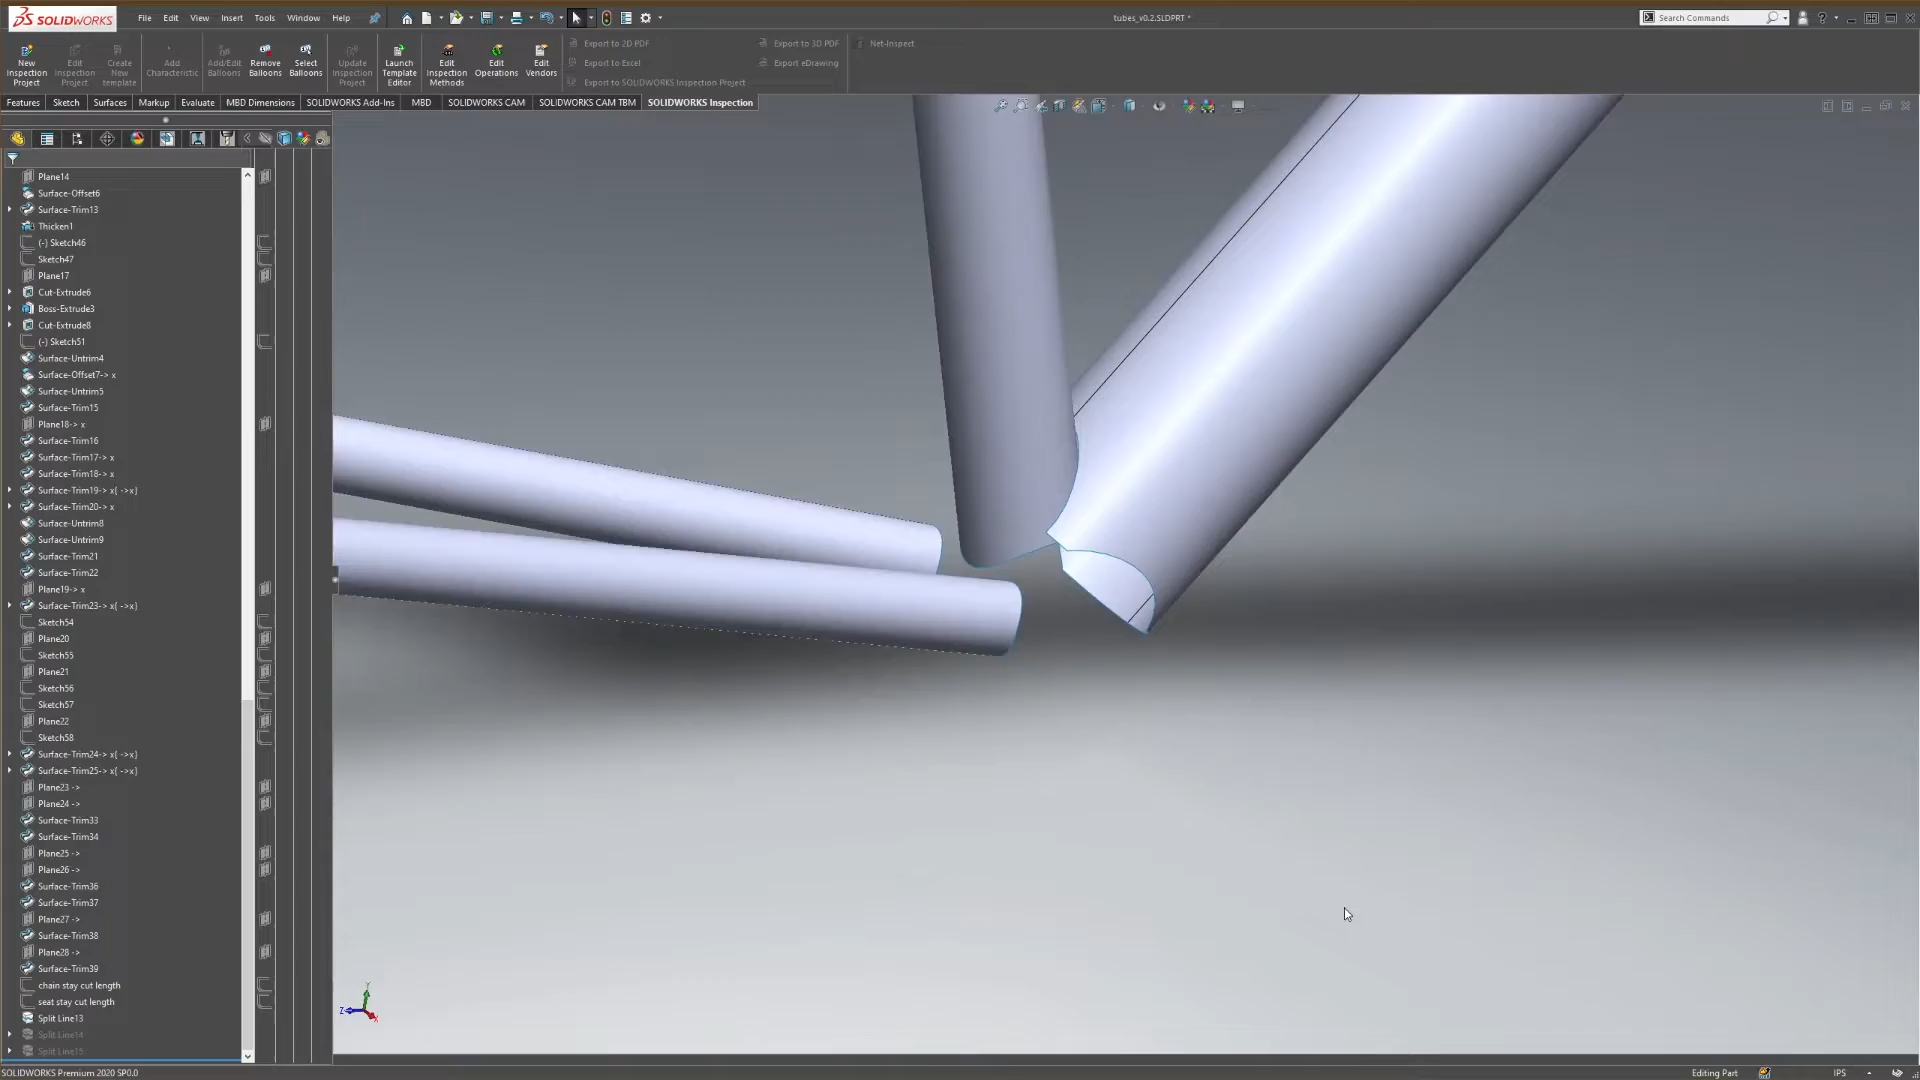 SOLIDWORKS File Edit View Insert Tools Window Help
tubes_v0.2.SLDPRT *
Search Commands
New Inspection Project
Edit Inspection Project
Create New template
Add Characteristic
Add/Edit Balloons
Remove Balloons
Select Balloons
Update Inspection Project
Launch Template Editor
Edit Inspection Methods
Edit Operations
Edit Vendors
Export to 2D PDF
Export to Excel
Export to SOLIDWORKS Inspection Project
Export to 3D PDF
Export eDrawing
Net-Inspect
Features Sketch Surfaces Markup Evaluate MBD Dimensions SOLIDWORKS Add-Ins MBD SOLIDWORKS CAM SOLIDWORKS CAM TBM SOLIDWORKS Inspection
Plane14
Surface-Offset6
Surface-Trim13
Thicken1
(-) Sketch46
Sketch47
Plane17
Cut-Extrude6
Boss-Extrude3
Cut-Extrude8
(-) Sketch51
Surface-Untrim4
Surface-Offset7-> x
Surface-Untrim5
Surface-Trim15
Plane18-> x
Surface-Trim16
Surface-Trim17-> x
Surface-Trim18-> x
Surface-Trim19-> x{ ->x}
Surface-Trim20-> x
Surface-Untrim8
Surface-Untrim9
Surface-Trim21
Surface-Trim22
Plane19-> x
Surface-Trim23-> x{ ->x}
Sketch54
Plane20
Sketch55
Plane21
Sketch56
Sketch57
Plane22
Sketch58
Surface-Trim24-> x{ ->x}
Surface-Trim25-> x{ ->x}
Plane23 ->
Plane24 ->
Surface-Trim33
Surface-Trim34
Plane25 ->
Plane26 ->
Surface-Trim36
Surface-Trim37
Plane27 ->
Surface-Trim38
Plane28 ->
Surface-Trim39
chain stay cut length
seat stay cut length
Split Line13
Split Line14
Split Line15
Y
Z
X
SOLIDWORKS Premium 2020 SP0.0
Editing Part
IPS